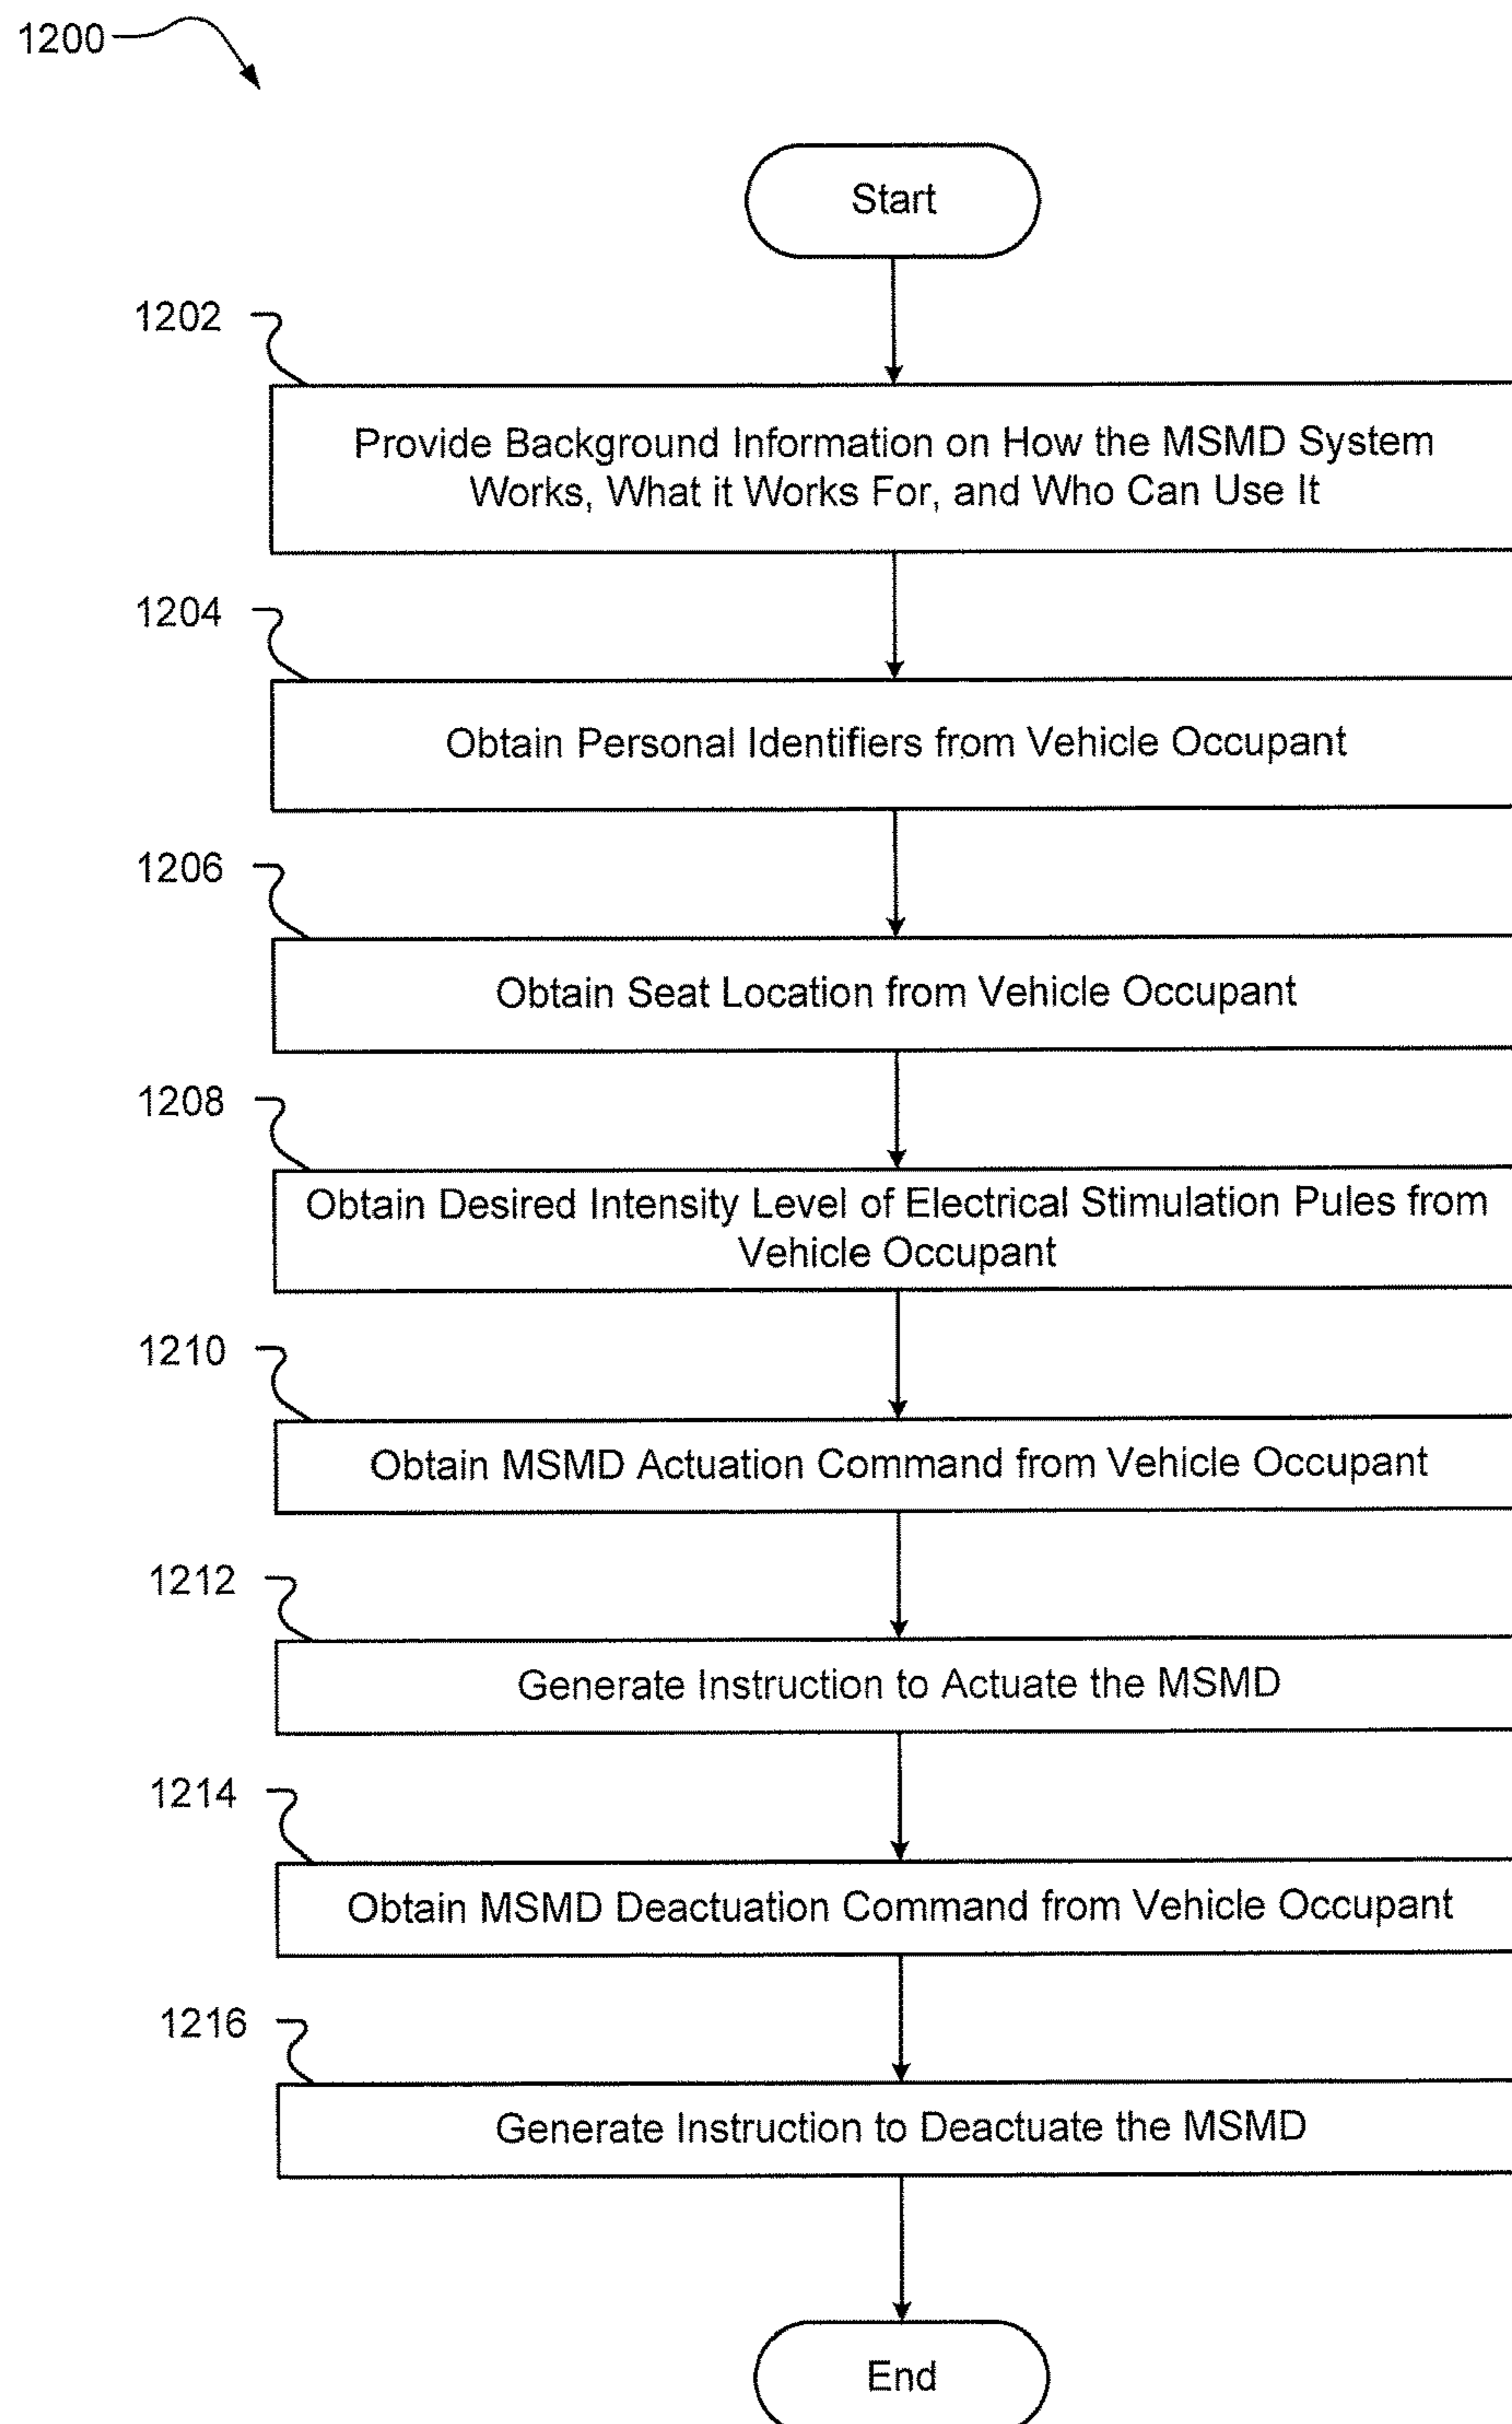 1200
Start
1202
Provide Background Information on How the MSMD System
Works, What it Works For, and Who Can Use It
1204
Obtain Personal Identifiers from Vehicle Occupant
1206
Obtain Seat Location from Vehicle Occupant
1208
Obtain Desired Intensity Level of Electrical Stimulation Pules from
Vehicle Occupant
1210
Obtain MSMD Actuation Command from Vehicle Occupant
1212
Generate Instruction to Actuate the MSMD
1214
Obtain MSMD Deactuation Command from Vehicle Occupant
1216
Generate Instruction to Deactuate the MSMD
End